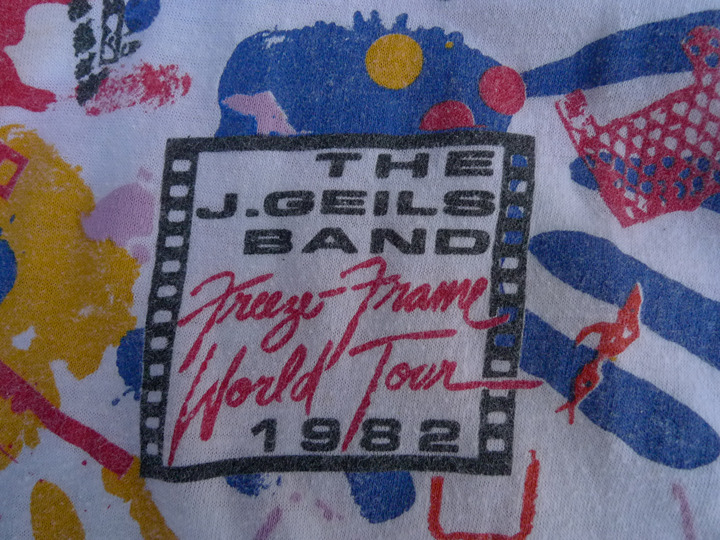 THE
J.GEILS
BAND
Freeze-Frame
World Tour
1982